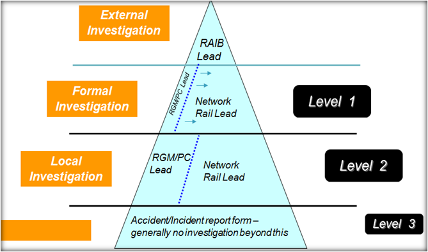 External
Investigation
RAIB
Lead
RGM/PC Lead
Formal
Investigation
Network
Rail Lead
Level 1
Local
Investigation
RGM/PC
Lead
Network
Rail Lead
Level 2
Accident/Incident report form –
generally no investigation beyond this
Level 3